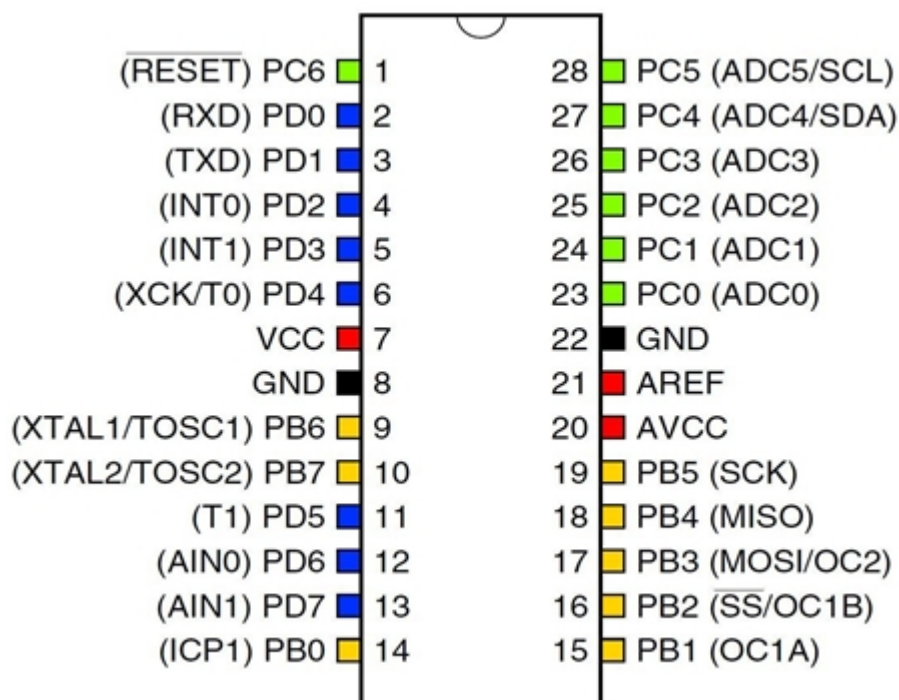 (RESET) PC6 1 28 PC5 (ADC5/SCL)
(RXD) PD0 2 27 PC4 (ADC4/SDA)
(TXD) PD1 3 26 PC3 (ADC3)
(INT0) PD2 4 25 PC2 (ADC2)
(INT1) PD3 5 24 PC1 (ADC1)
(XCK/T0) PD4 6 23 PC0 (ADC0)
VCC 7 22 GND
GND 8 21 AREF
(XTAL1/TOSC1) PB6 9 20 AVCC
(XTAL2/TOSC2) PB7 10 19 PB5 (SCK)
(T1) PD5 11 18 PB4 (MISO)
(AIN0) PD6 12 17 PB3 (MOSI/OC2)
(AIN1) PD7 13 16 PB2 (SS/OC1B)
(ICP1) PB0 14 15 PB1 (OC1A)